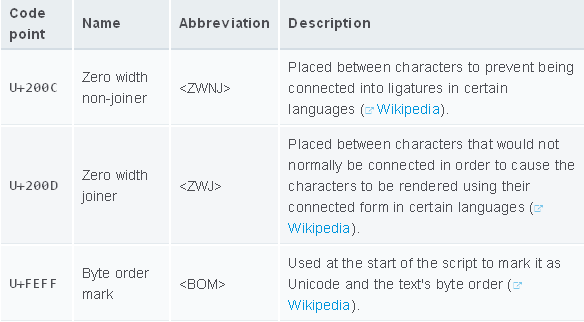 Code point Name Abbreviation Description
U+200C Zero width non-joiner <ZWNJ> Placed between characters to prevent being
connected into ligatures in certain
languages (Wikipedia).
U+200D Zero width joiner <ZWJ> Placed between characters that would not
normally be connected in order to cause the
characters to be rendered using their
connected form in certain languages (
Wikipedia).
U+FEFF Byte order mark <BOM> Used at the start of the script to mark it as
Unicode and the text's byte order (
Wikipedia).